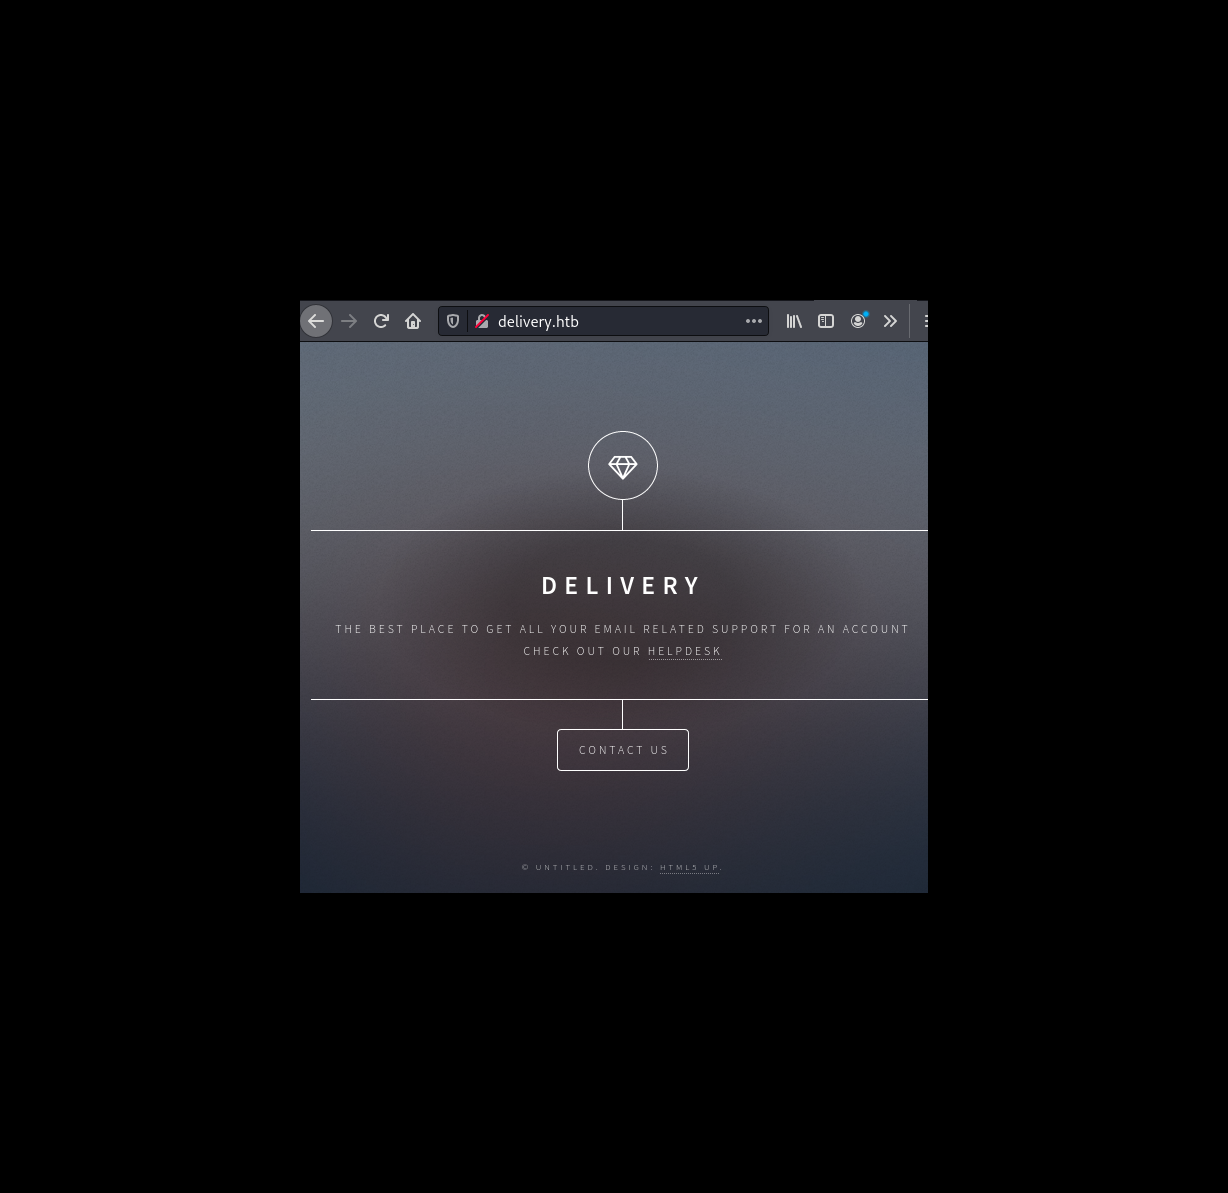 delivery.htb
DELIVERY
THE BEST PLACE TO GET ALL YOUR EMAIL RELATED SUPPORT FOR AN ACCOUNT
CHECK OUT OUR HELPDESK
CONTACT US
© UNTITLED. DESIGN: HTML5 UP.